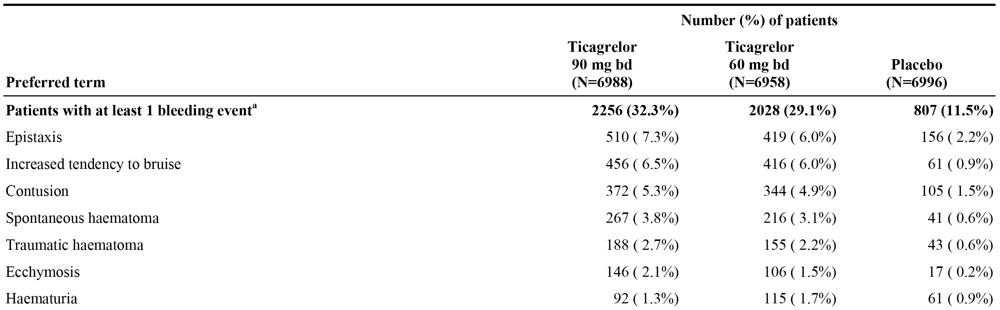 Number (%) of patients
Ticagrelor Ticagrelor
90 mg bd 60 mg bd Placebo
Preferred term (N=6988) (N=6958) (N=6996)
Patients with at least 1 bleeding eventᵃ 2256 (32.3%) 2028 (29.1%) 807 (11.5%)
Epistaxis 510 ( 7.3%) 419 ( 6.0%) 156 ( 2.2%)
Increased tendency to bruise 456 ( 6.5%) 416 ( 6.0%) 61 ( 0.9%)
Contusion 372 ( 5.3%) 344 ( 4.9%) 105 ( 1.5%)
Spontaneous haematoma 267 ( 3.8%) 216 ( 3.1%) 41 ( 0.6%)
Traumatic haematoma 188 ( 2.7%) 155 ( 2.2%) 43 ( 0.6%)
Ecchymosis 146 ( 2.1%) 106 ( 1.5%) 17 ( 0.2%)
Haematuria 92 ( 1.3%) 115 ( 1.7%) 61 ( 0.9%)